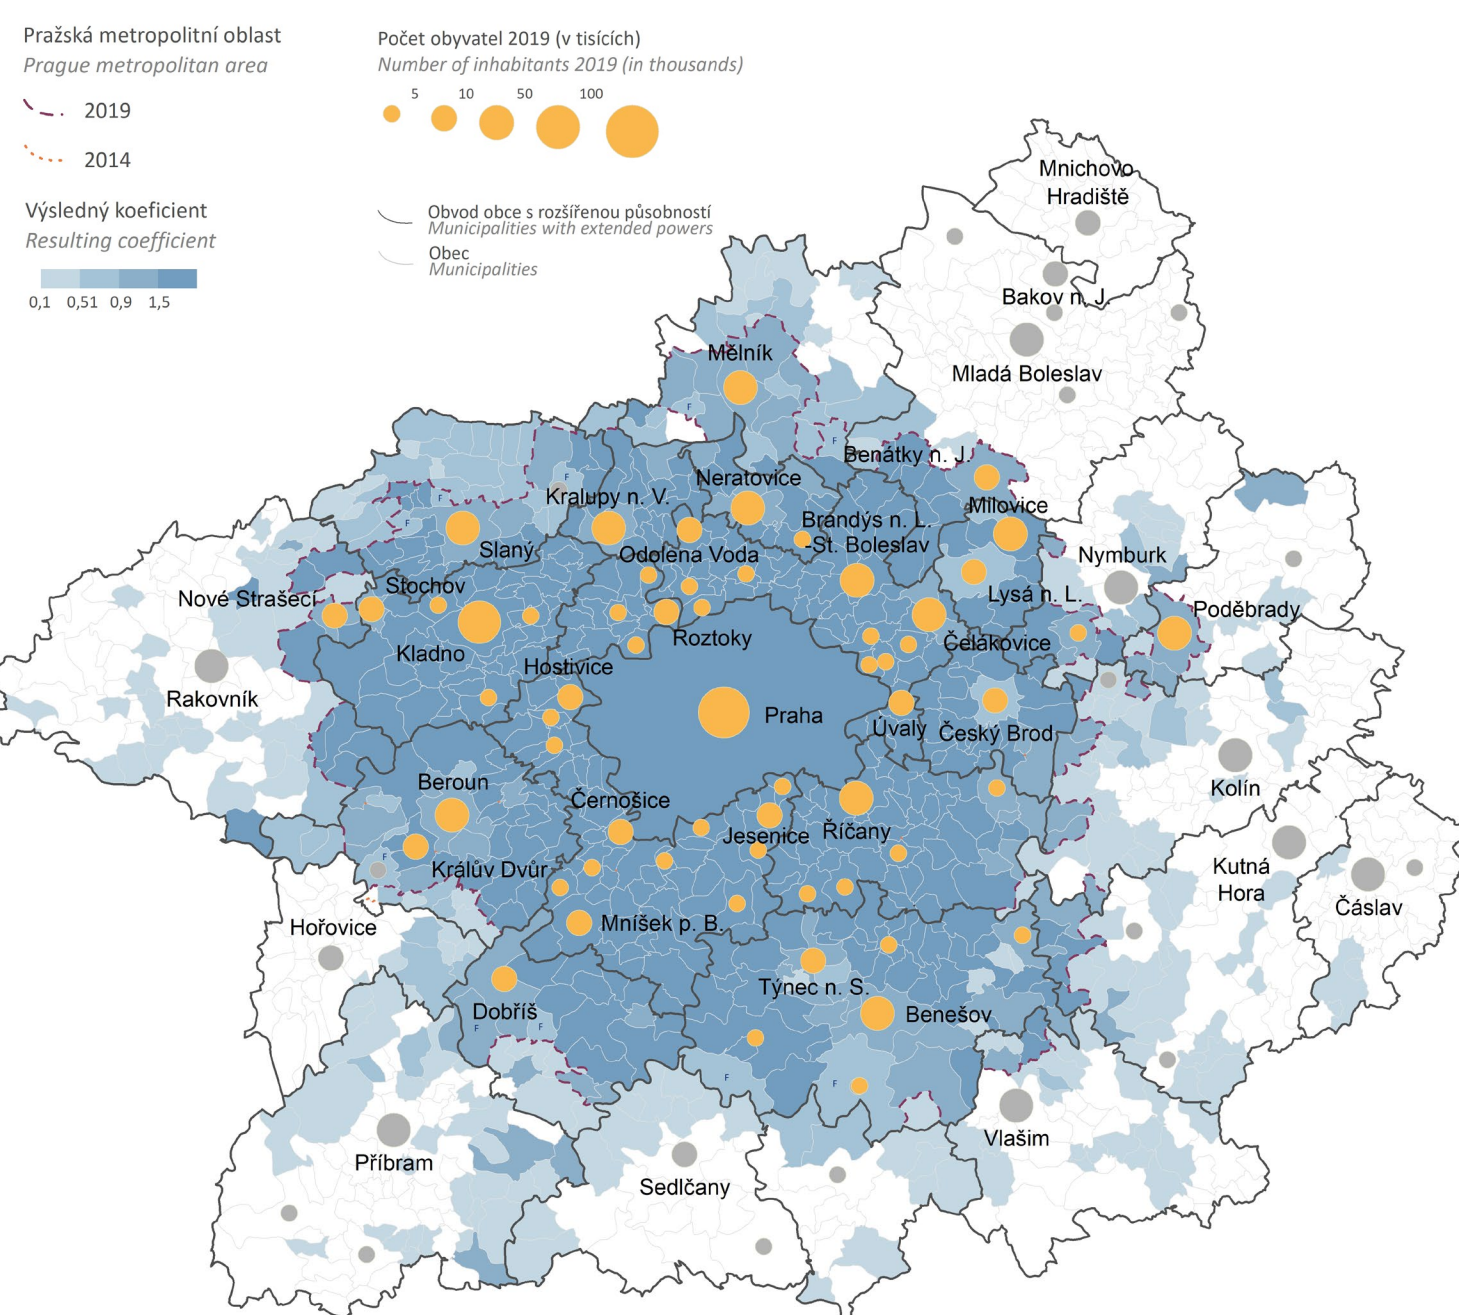 Pražská metropolitní oblast
Prague metropolitan area
2019
2014
Výsledný koeficient
Resulting coefficient
0,1 0,51 0,9 1,5
Počet obyvatel 2019 (v tisících)
Number of inhabitants 2019 (in thousands)
5 10 50 100
Obvod obce s rozšířenou působností
Municipalities with extended powers
Obec
Municipalities
Mnichovo
Hradiště
Bakov n. J.
Mladá Boleslav
Mělník
F
F
Benátky n. J.
F
Neratovice
Kralupy n. V.
F
Milovice
Brandýs n. L.
-St. Boleslav
F
Slaný
Odolena Voda
Nymburk
Stochov
Nové Strašecí
Lysá n. L.
Poděbrady
Roztoky
Čelákovice
Kladno
Hostivice
Rakovník
Praha
Úvaly
Český Brod
Beroun
Kolín
Černošice
Jesenice
Říčany
F
Králův Dvůr
Kutná
Hora
Čáslav
Hořovice
Mníšek p. B.
Týnec n. S.
Dobříš
Benešov
F
F
F
F
Vlašim
Příbram
Sedlčany